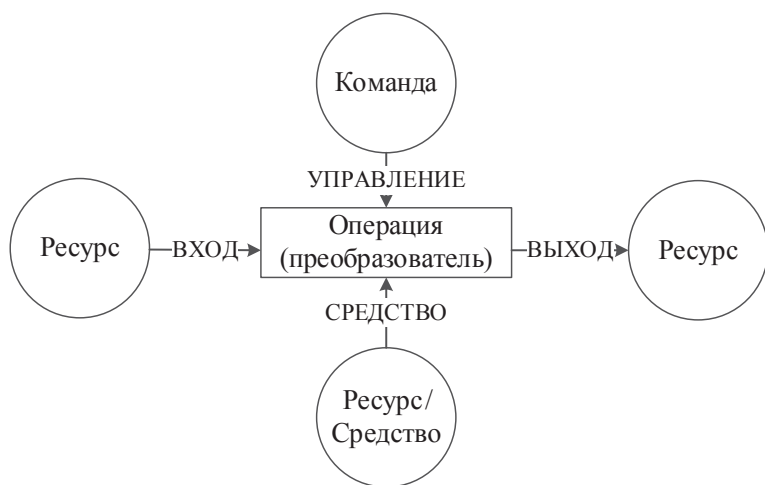 Команда
УПРАВЛЕНИЕ
Ресурс
ВХОД
Операция
(преобразователь)
ВЫХОД
Ресурс
СРЕДСТВО
Ресурс/
Средство